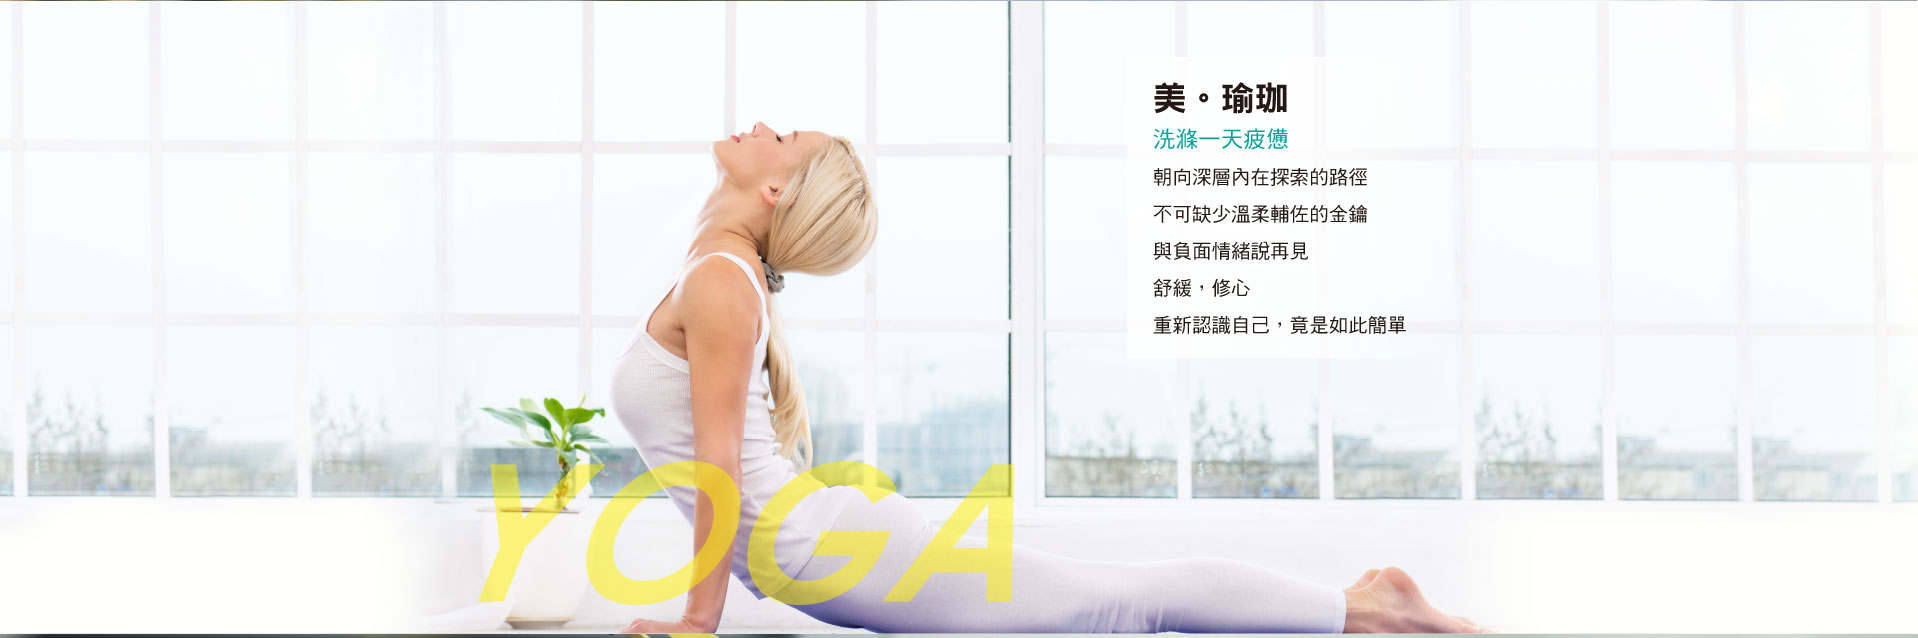 美。瑜珈
洗滌一天疲憊
朝向深層內在探索的路徑
不可缺少溫柔輔佐的金鑰
與負面情緒說再見
舒緩，修心
重新認識自己，竟是如此簡單
YOGA